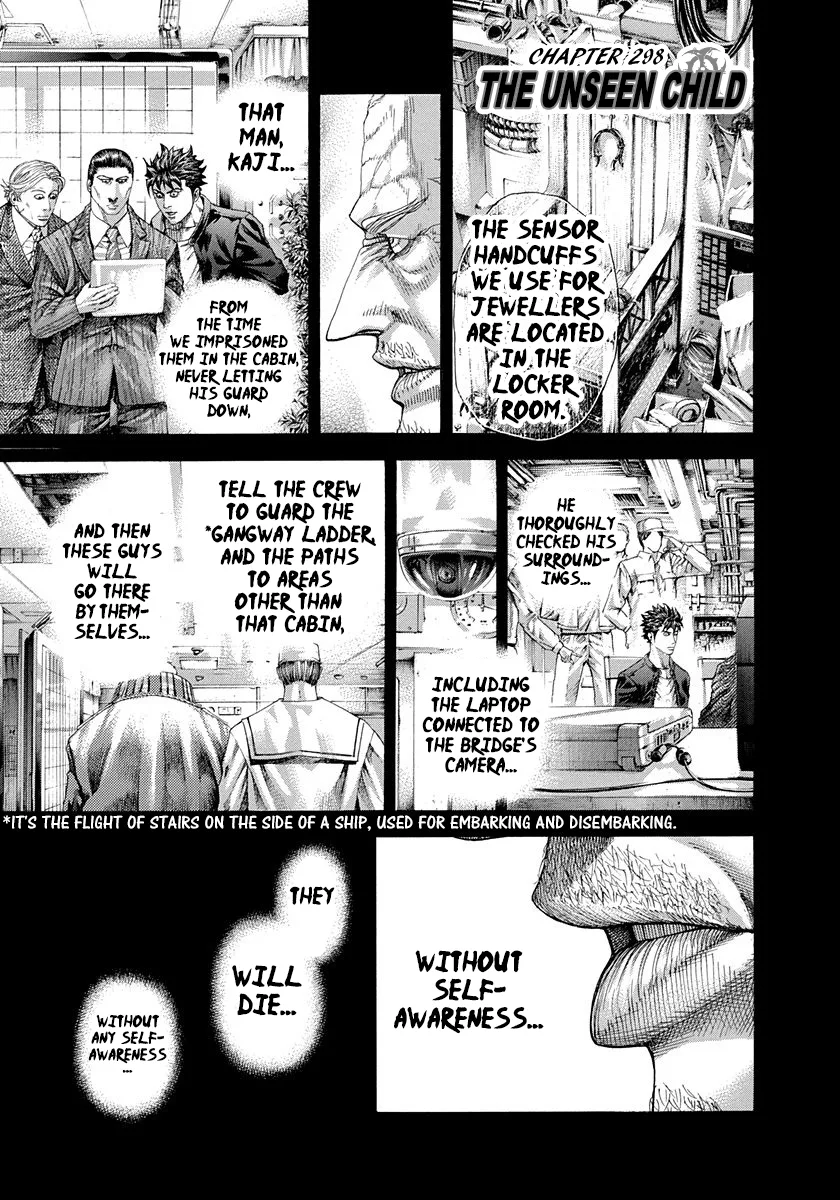 CHAPTER 298
THE UNSEEN CHILD
THE SENSOR
HANDCUFFS
WE USE FOR
JEWELLERS
ARE LOCATED
IN THE
LOCKER
ROOM.
THAT
MAN,
KAJI...
FROM
THE TIME
WE IMPRISONED
THEM IN THE CABIN,
NEVER LETTING
HIS GUARD
DOWN,
HE
THOROUGHLY
CHECKED HIS
SURROUND-
INGS...
INCLUDING
THE LAPTOP
CONNECTED TO
THE BRIDGE'S
CAMERA...
TELL THE CREW
TO GUARD THE
*GANGWAY LADDER,
AND THE PATHS
TO AREAS
OTHER THAN
THAT CABIN,
AND THEN
THESE GUYS
WILL
GO THERE
BY THEM-
SELVES...
*IT'S THE FLIGHT OF STAIRS ON THE SIDE OF A SHIP, USED FOR EMBARKING AND DISEMBARKING.
WITHOUT
SELF-
AWARENESS...
THEY
WILL
DIE...
WITHOUT
ANY SELF-
AWARENESS
...